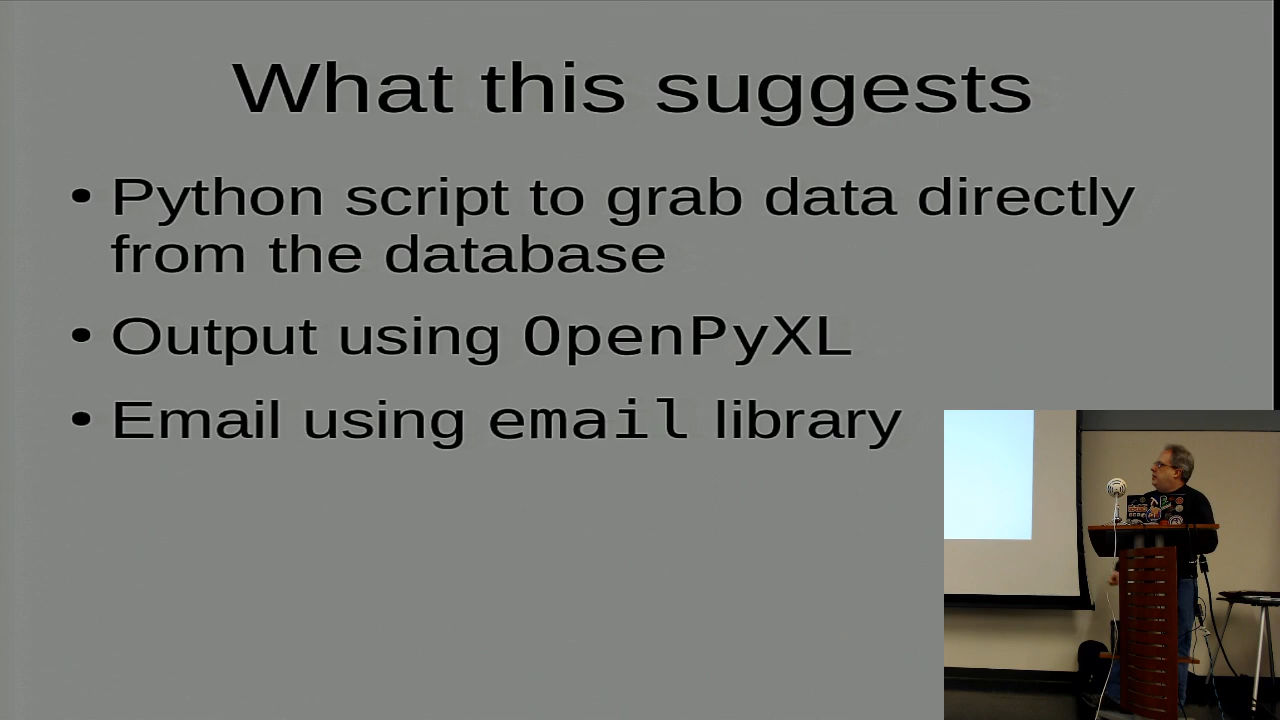 What this suggests
• Python script to grab data directly
from the database
• Output using OpenPyXL
• Email using email library